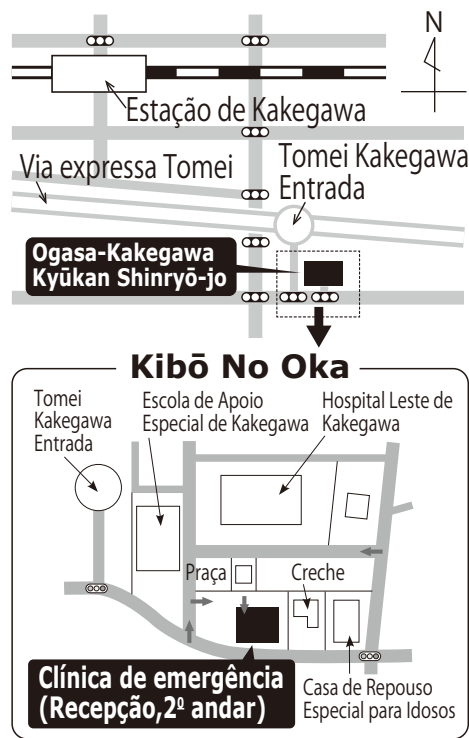 N
Estação de Kakegawa
Via expressa Tomei
Tomei Kakegawa
Entrada
Ogasa-Kakegawa
Kyūkan Shinryō-jo
Kibō No Oka
Tomei
Kakegawa
Entrada
Escola de Apoio
Especial de Kakegawa
Hospital Leste de
Kakegawa
Praça
Creche
Clínica de emergência
(Recepção,2º andar)
Casa de Repouso
Especial para Idosos